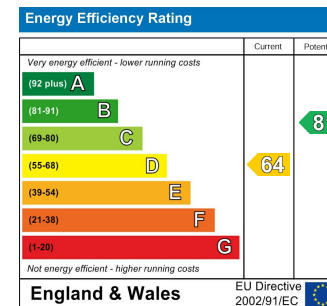 Energy Efficiency Rating
Current
Very energy efficient - lower running costs
(92 plus) A
(81-91) B
(69-80) C
(55-68) D
64
(39-54) E
(21-38) F
(1-20) G
Not energy efficient - higher running costs
England & Wales
EU Directive
2002/91/EC